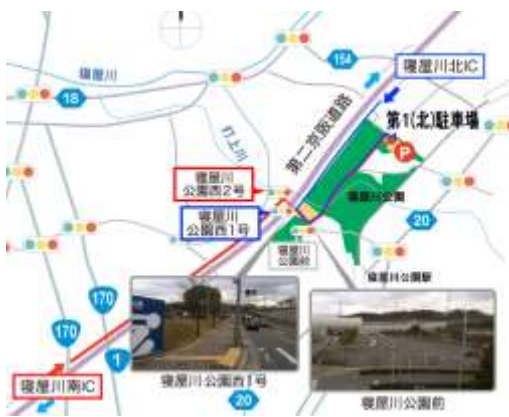 154
寝屋川北IC
寝屋川
18
打上川
第二京阪道路
第1(北)駐車場
P
寝屋川
公園西2号
寝屋川
公園西1号
寝屋川公園
20
寝屋川
公園前
寝屋川公園駅
170
170
1
寝屋川南IC
寝屋川公園西1号
20
寝屋川公園前